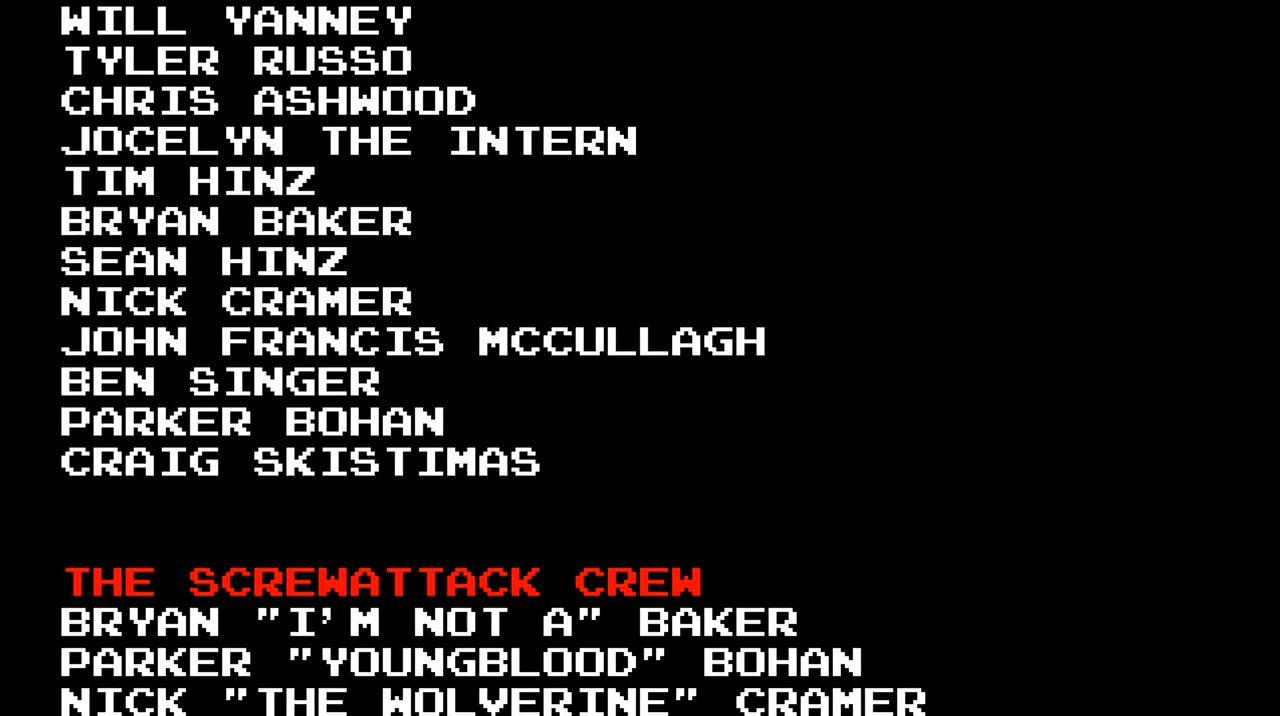 WILL YANNEY
TYLER RUSSO
CHRIS ASHWOOD
JOCELYN THE INTERN
TIM HINZ
BRYAN BAKER
SEAN HINZ
NICK CRAMER
JOHN FRANCIS MCCULLAGH
BEN SINGER
PARKER BOHAN
CRAIG SKISTIMAS
THE SCREWATTACK CREW
BRYAN "I'M NOT A" BAKER
PARKER "YOUNGBLOOD" BOHAN
NICK "THE WOLVERINE" CRAMER